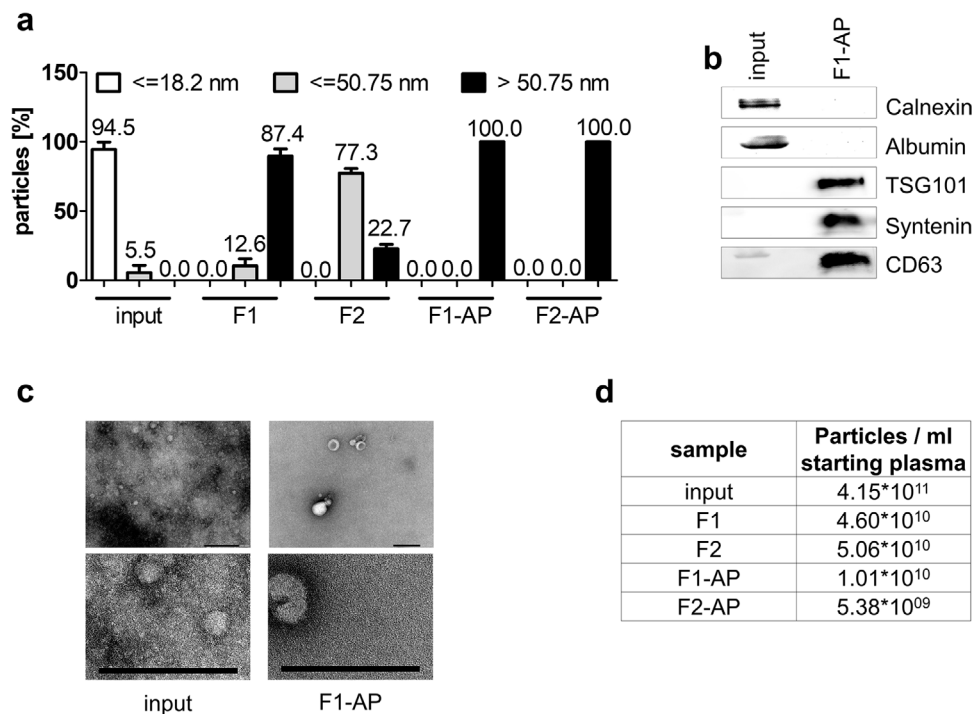 a
particles [%]
150
100
50
0
<=18.2 nm <=50.75 nm > 50.75 nm
94.5 5.5 0.0 0.0 12.6 87.4 0.0 77.3 22.7 0.0 0.0 100.0 0.0 0.0 100.0
input F1 F2 F1-AP F2-AP
b
input F1-AP
Calnexin
Albumin
TSG101
Syntenin
CD63
c
input F1-AP
d
sample Particles / ml
starting plasma
input 4.15*10¹¹
F1 4.60*10¹⁰
F2 5.06*10¹⁰
F1-AP 1.01*10¹⁰
F2-AP 5.38*10⁰⁹